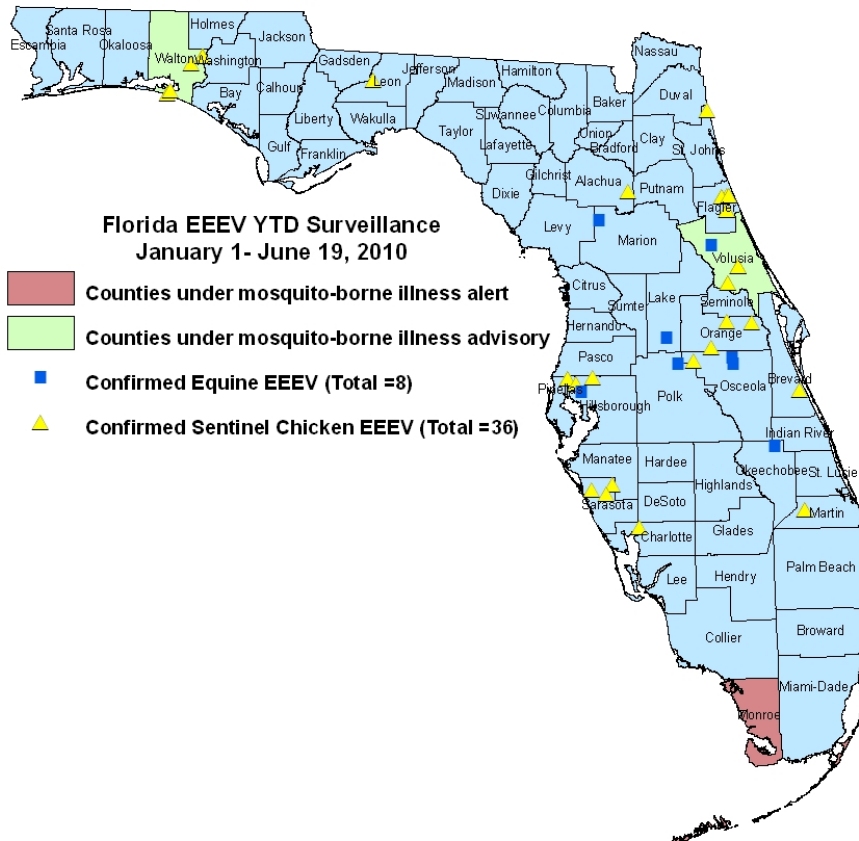 Holmes
Jackson
Santa Rosa
Escambia
Okaloosa
Walton
Washington
Nassau
Gadsden
Jefferson
Hamilton
Leon
Madison
Duval
Bay
Calhoun
Baker
Columbia
Suwannee
Liberty
Wakulla
Taylor
Union
Clay
Bradford
St. Johns
Gulf
Lafayette
Franklin
Gilchrist
Alachua
Putnam
Dixie
Flagler
Florida EEEV YTD Surveillance
January 1- June 19, 2010
Levy
Marion
Volusia
Counties under mosquito-borne illness alert
Citrus
Lake
Sumte
Seminole
Counties under mosquito-borne illness advisory
Hernando
Orange
Pasco
Confirmed Equine EEEV (Total =8)
Pinellas
Hillsborough
Polk
Osceola
Brevard
Confirmed Sentinel Chicken EEEV (Total =36)
Indian River
Manatee
Hardee
Okeechobee
St. Lucie
Highlands
Sarasota
DeSoto
Martin
Charlotte
Glades
Palm Beach
Lee
Hendry
Collier
Broward
Miami-Dade
Monroe